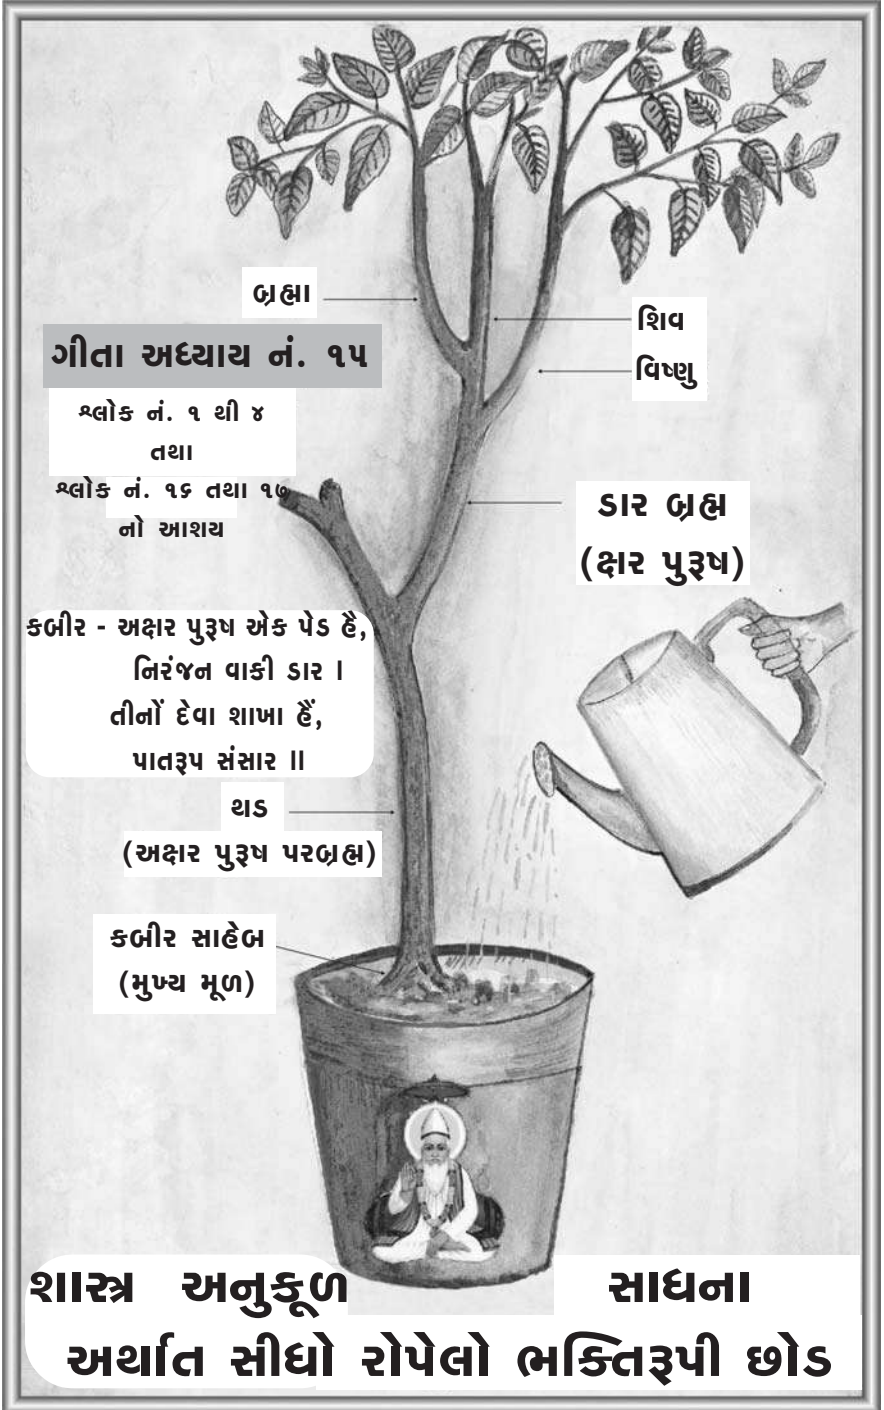 બ્રહ્મા
શિવ
વિષ્ણુ
ગીતા અધ્યાય નં. ૧૫
શ્લોક નં. ૧ થી ૪
તથા
શ્લોક નં. ૧૬ તથા ૧૭
નો આશય
ડાર બ્રહ્મ
(ક્ષર પુરૂષ)
કબીર - અક્ષર પુરૂષ એક પેડ હૈ,
નિરંજન વાકી ડાર ।
તીનોં દેવા શાખા હૈં,
પાતરૂપ સંસાર ॥
થડ
(અક્ષર પુરૂષ પરબ્રહ્મ)
કબીર સાહેબ
(મુખ્ય મૂળ)
શાસ્ત્ર અનુકૂળ સાધના
અર્થાત સીધો રોપેલો ભક્તિરૂપી છોડ